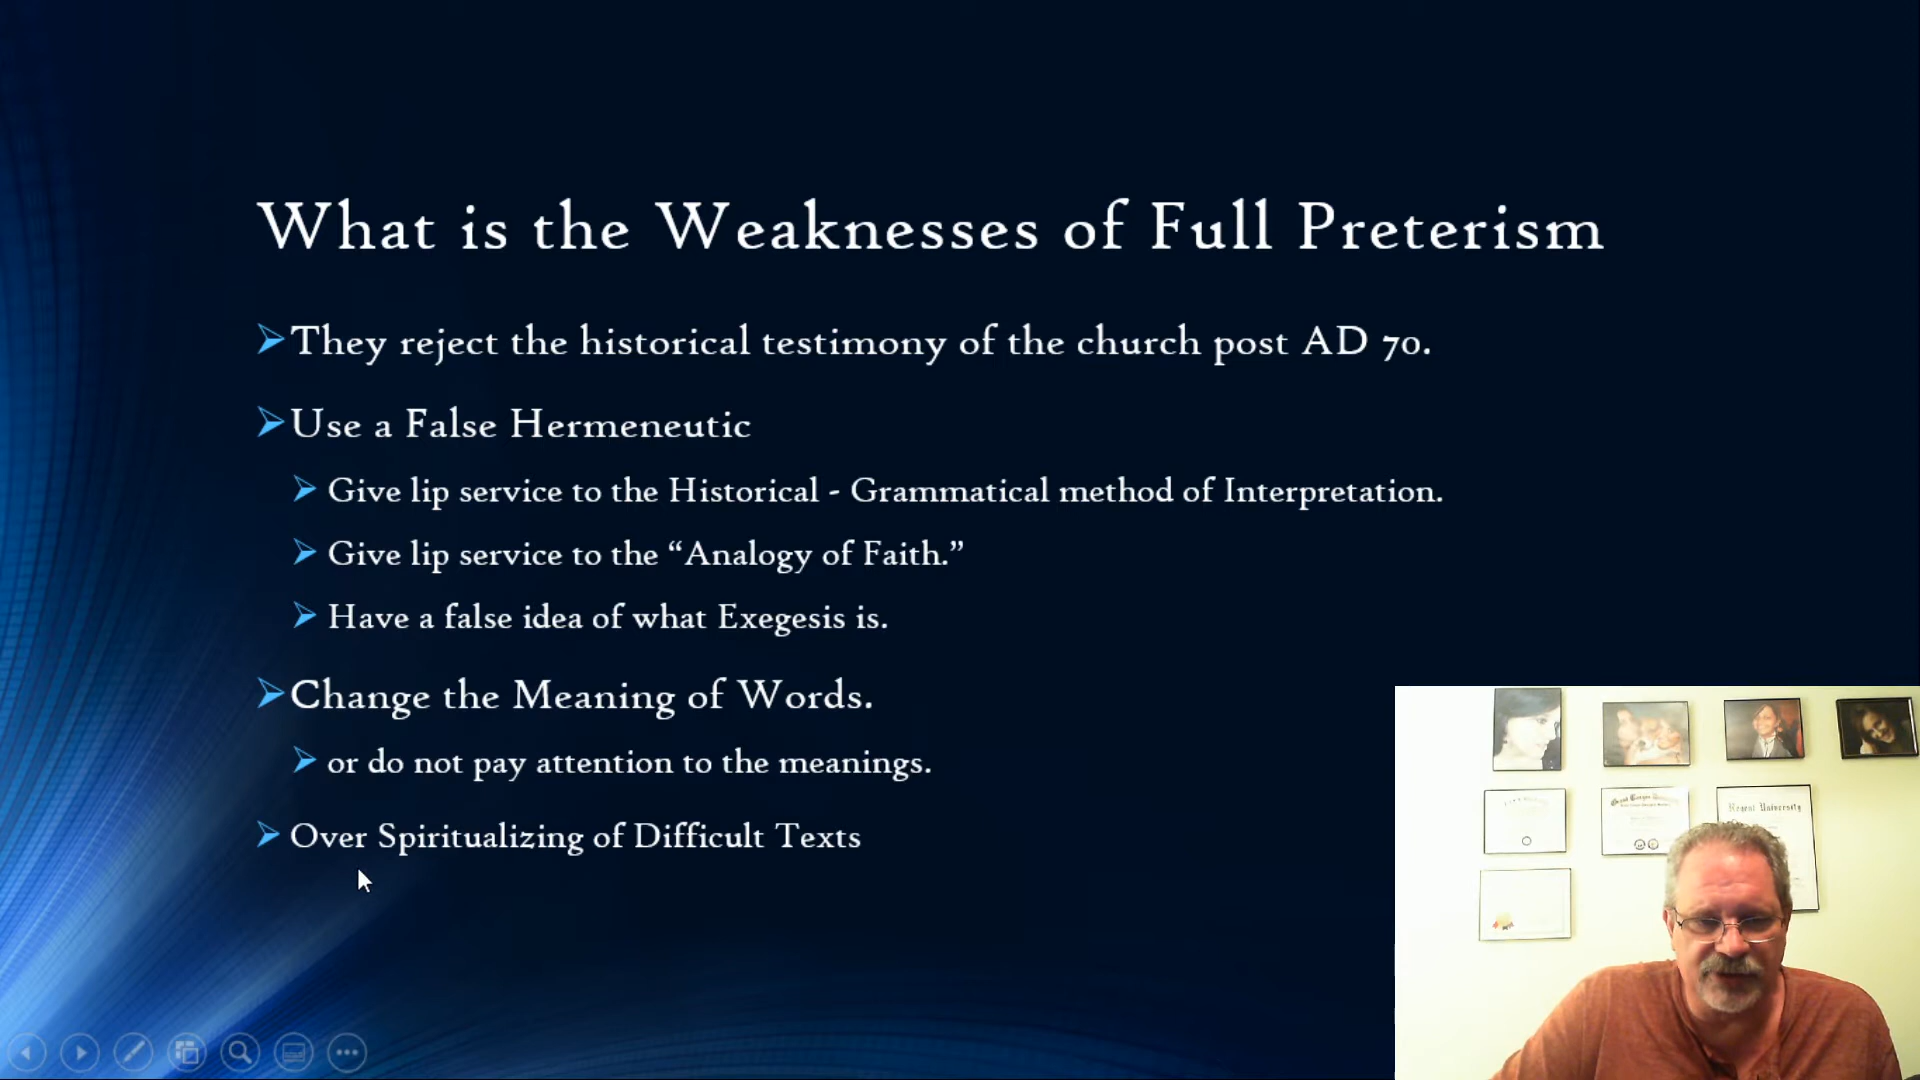 What is the Weaknesses of Full Preterism
They reject the historical testimony of the church post AD 70.
Use a False Hermeneutic
Give lip service to the Historical - Grammatical method of Interpretation.
Give lip service to the “Analogy of Faith.”
Have a false idea of what Exegesis is.
Change the Meaning of Words.
or do not pay attention to the meanings.
Over Spiritualizing of Difficult Texts
Regent University